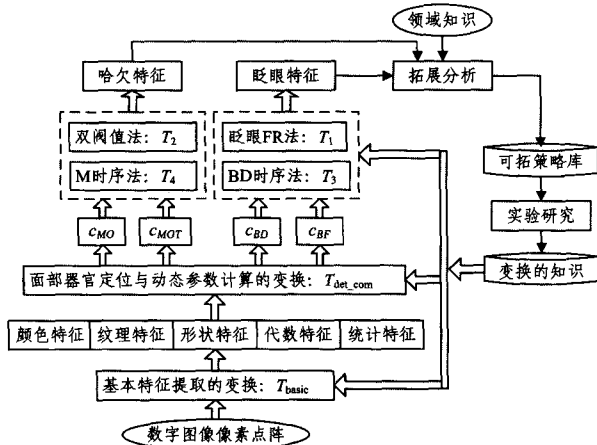 领域知识
哈欠特征
眨眼特征
拓展分析
双阀值法：T₂
眨眼FR法：T₁
M时序法：T₄
BD时序法：T₃
可拓策略库
c_MO
c_MOT
c_BD
c_BF
实验研究
面部器官定位与动态参数计算的变换：T_det_com
变换的知识
颜色特征 纹理特征 形状特征 代数特征 统计特征
基本特征提取的变换：T_basic
数字图像像素点阵